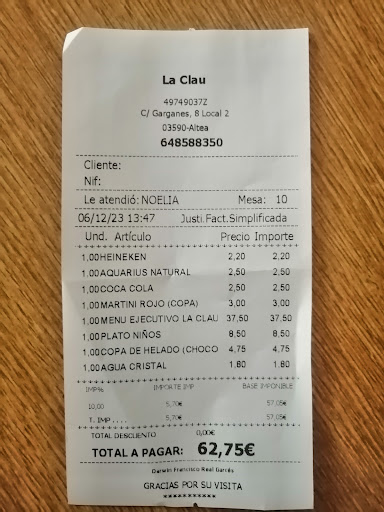 La Clau
49749037Z
C/ Garganes, 8 Local 2
03590-Altea
648588350
Cliente:
Nif:
Le atendió: NOELIA Mesa: 10
06/12/23 13:47 Justi.Fact.Simplificada
Und. Artículo Precio Importe
1,00 HEINEKEN 2,20 2,20
1,00 AQUARIUS NATURAL 2,50 2,50
1,00 COCA COLA 2,50 2,50
1,00 MARTINI ROJO (COPA) 3,00 3,00
1,00 MENU EJECUTIVO LA CLAU 37,50 37,50
1,00 PLATO NIÑOS 8,50 8,50
1,00 COPA DE HELADO (CHOCO 4,75 4,75
1,00 AGUA CRISTAL 1,80 1,80
IMP% IMPORTE IMP. BASE IMPONIBLE
10,00 5,70€ 57,05€
T. IMP.... 5,70€ 57,05€
TOTAL DESCUENTO 0,00€
TOTAL A PAGAR: 62,75€
Darwin Francisco Real Garcés
GRACIAS POR SU VISITA
**********